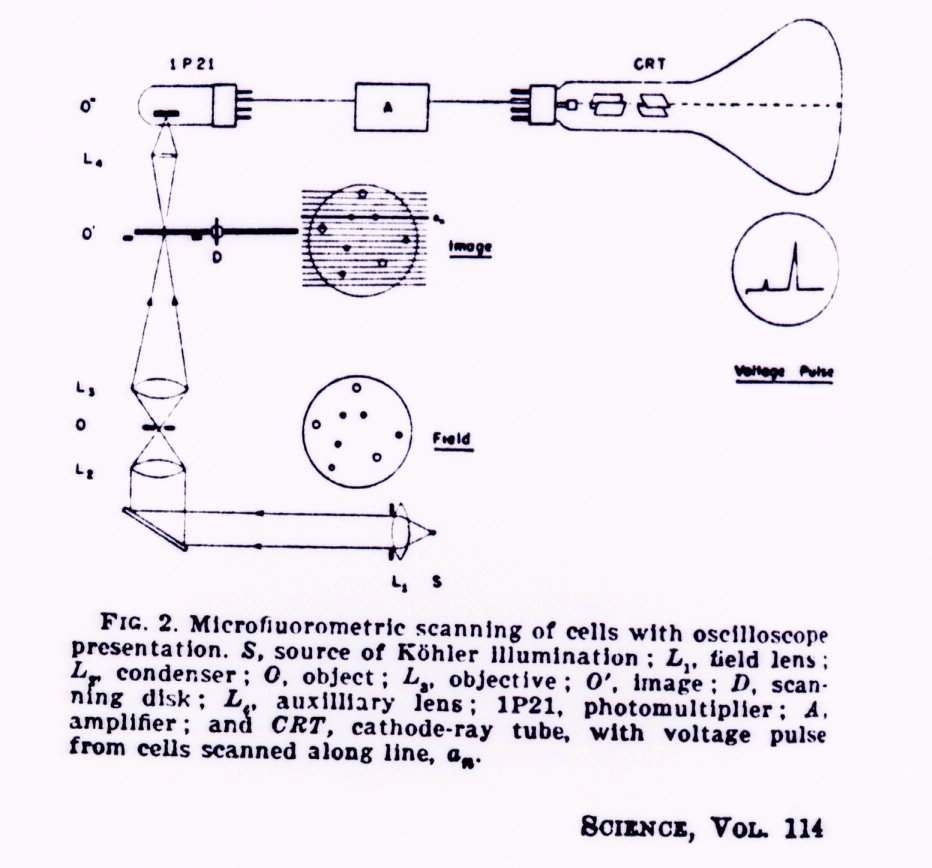 1P21
CRT
O"
A
L₄
O'
D
aₙ
Image
Voltage Pulse
L₃
O
Field
L₂
L₁ S
FIG. 2. Microfluorometric scanning of cells with oscilloscope
presentation. S, source of Köhler illumination; L₁, field lens;
L₂, condenser; O, object; L₃, objective; O', image; D, scan-
ning disk; L₄, auxilliary lens; 1P21, photomultiplier; A,
amplifier; and CRT, cathode-ray tube, with voltage pulse
from cells scanned along line, aₙ.
SCIENCE, VOL. 114